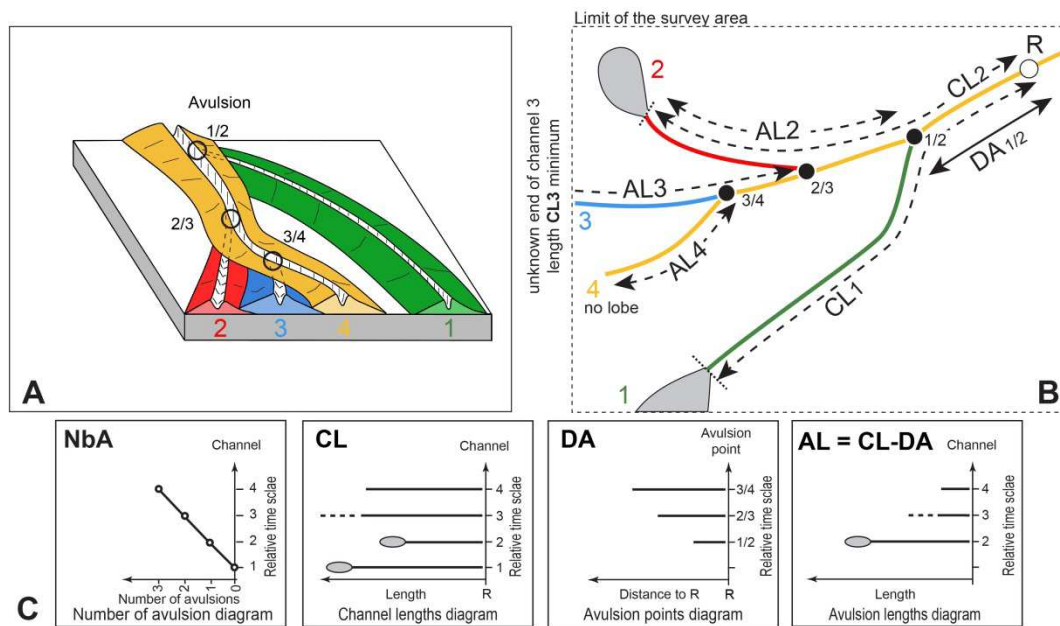 Avulsion
1/2
2/3
3/4
2
3
4
1
A
Limit of the survey area
R
2
CL2
AL2
1/2
DA1/2
2/3
AL3
3/4
3
AL4
4
no lobe
CL1
1
B
unknown end of channel 3
length CL3 minimum
C
NbA
Channel
4
3
2
1
Relative time sclae
3
2
1
0
Number of avulsions
Number of avulsion diagram
CL
Channel
4
3
2
1
Relative time sclae
Length
R
Channel lengths diagram
DA
Avulsion
point
3/4
2/3
1/2
Relative time sclae
Distance to R
R
Avulsion points diagram
AL = CL-DA
Channel
4
3
2
Relative time sclae
Length
Avulsion lengths diagram